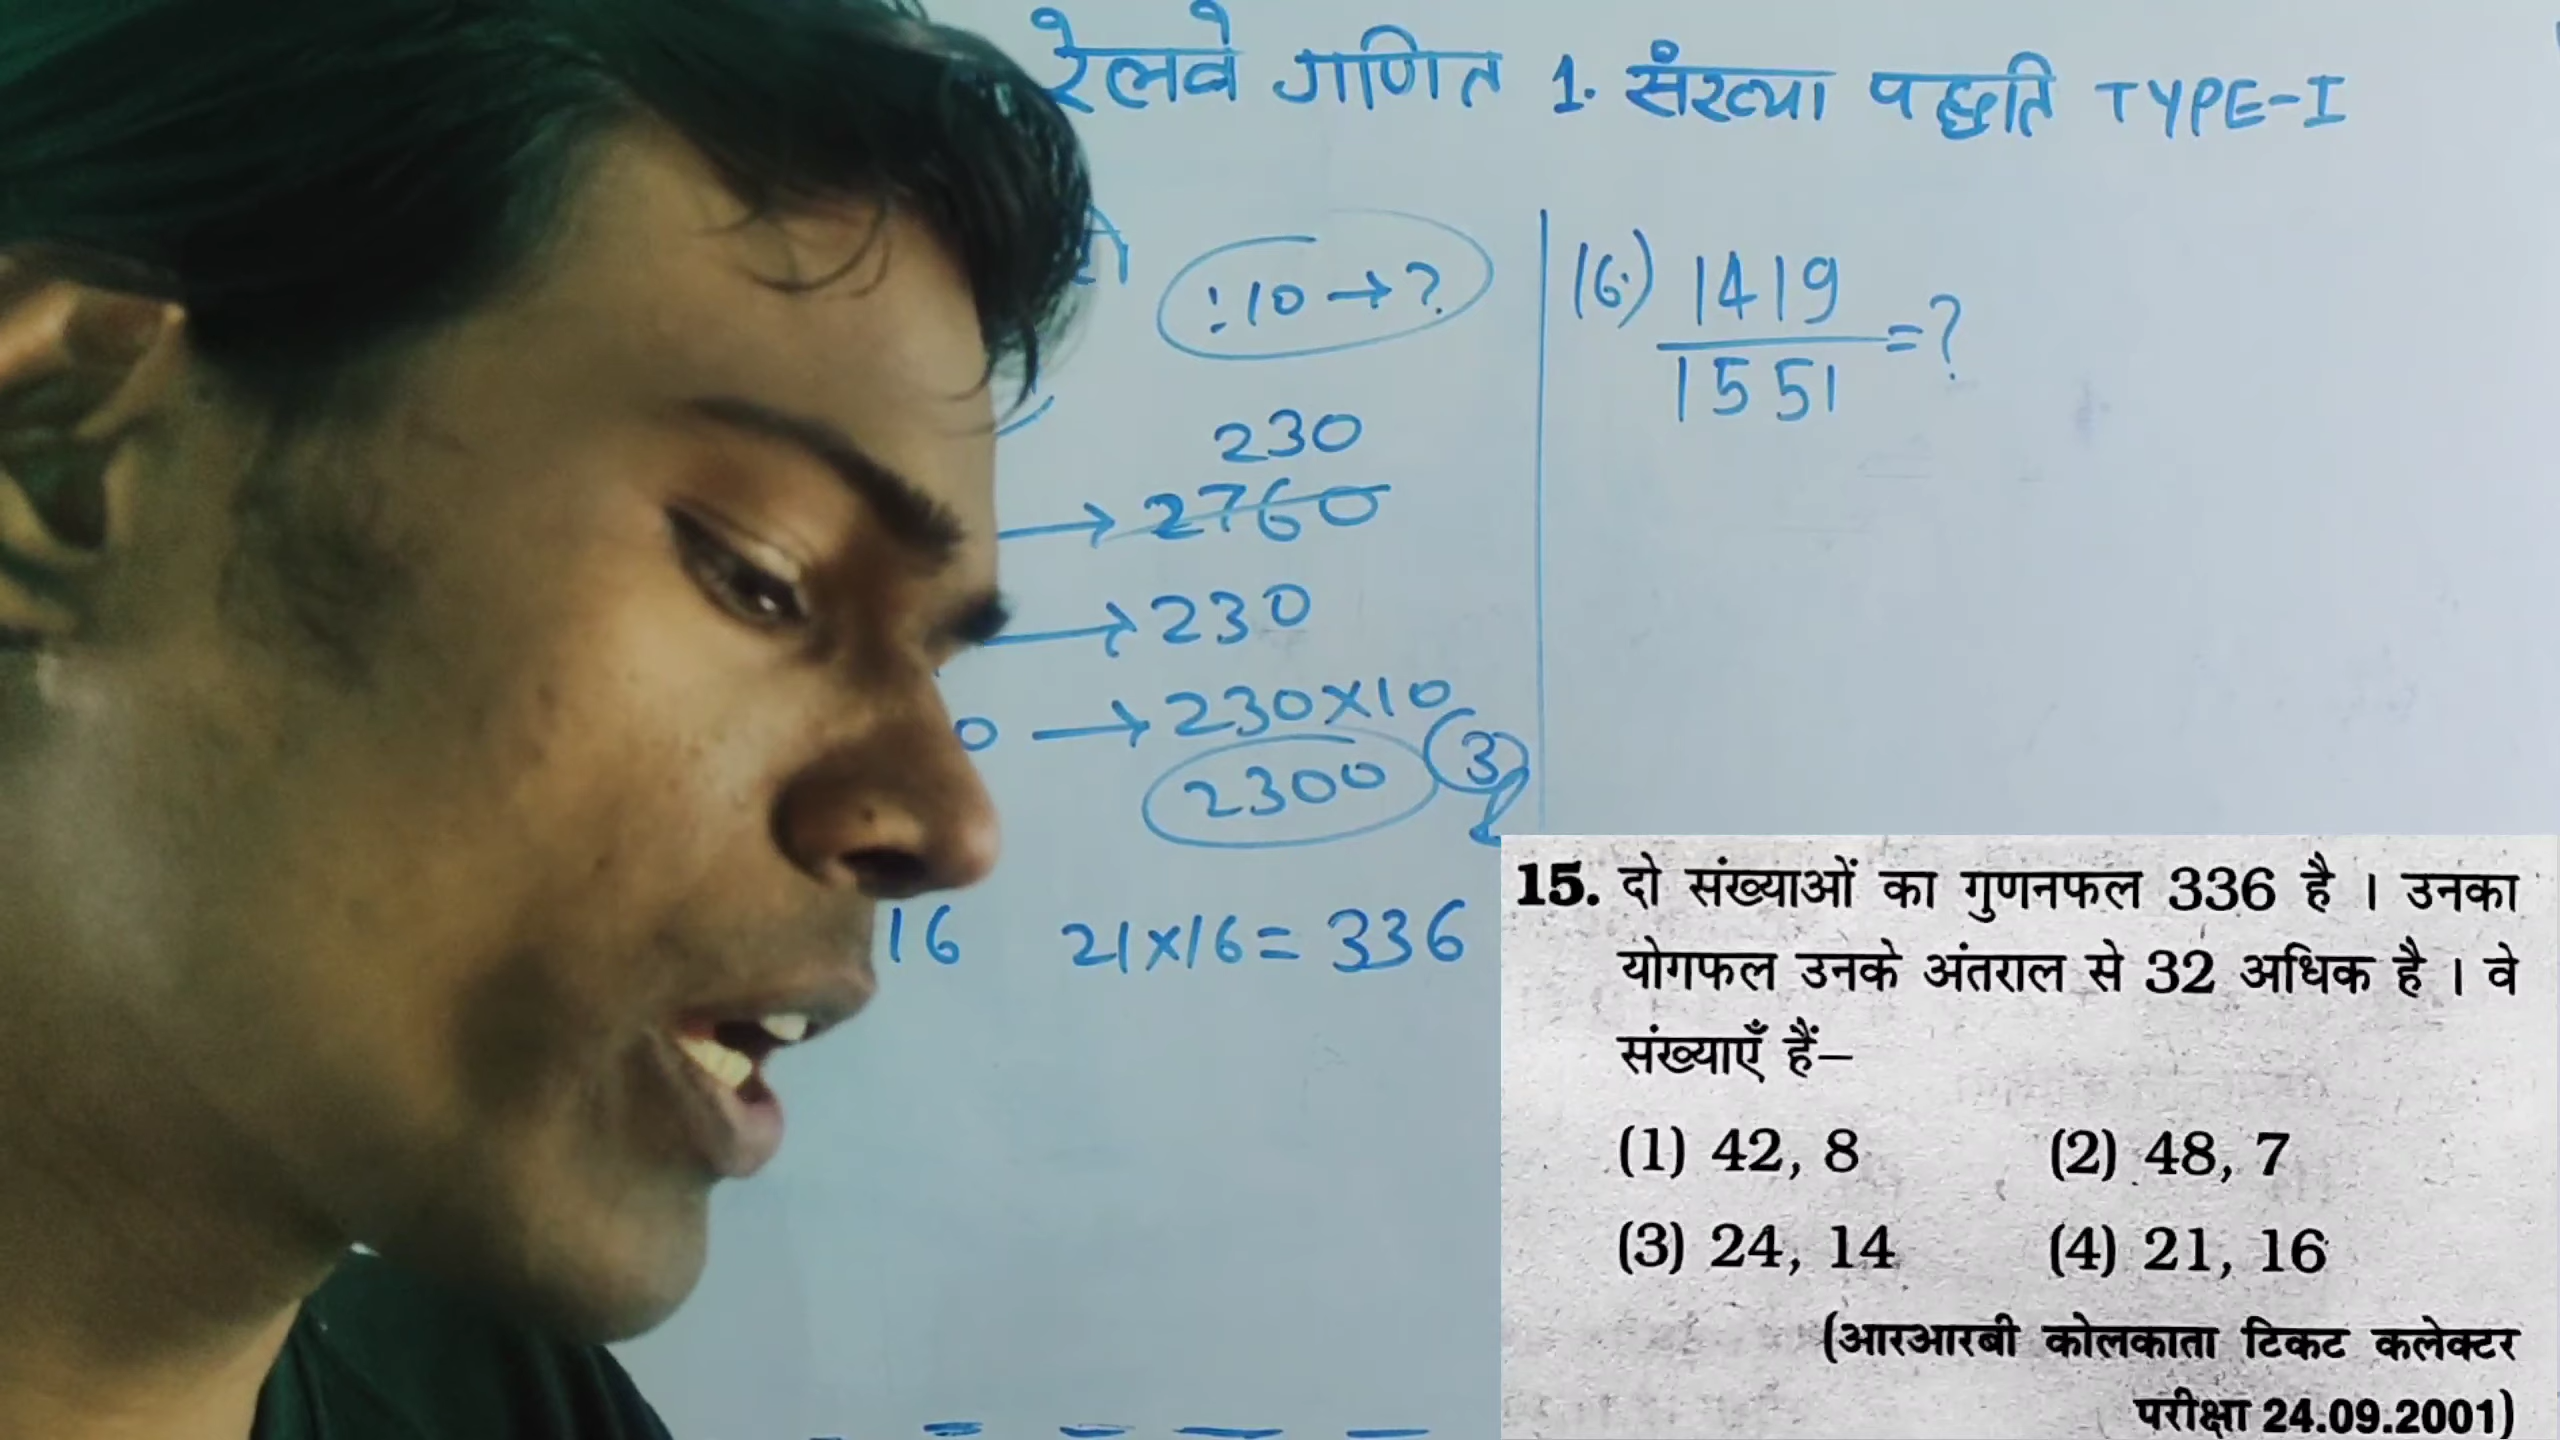 रेलवे गणित 1. संख्या पद्धति TYPE-I
:10 → ?
230
→ 2760
→ 230
0 → 230×10
2300 (3)
16 21×16= 336
16.) 1419
1551 =?
15. दो संख्याओं का गुणनफल 336 है । उनका
योगफल उनके अंतराल से 32 अधिक है । वे
संख्याएँ हैं–
(1) 42, 8 (2) 48, 7
(3) 24, 14 (4) 21, 16
(आरआरबी कोलकाता टिकट कलेक्टर
परीक्षा 24.09.2001)